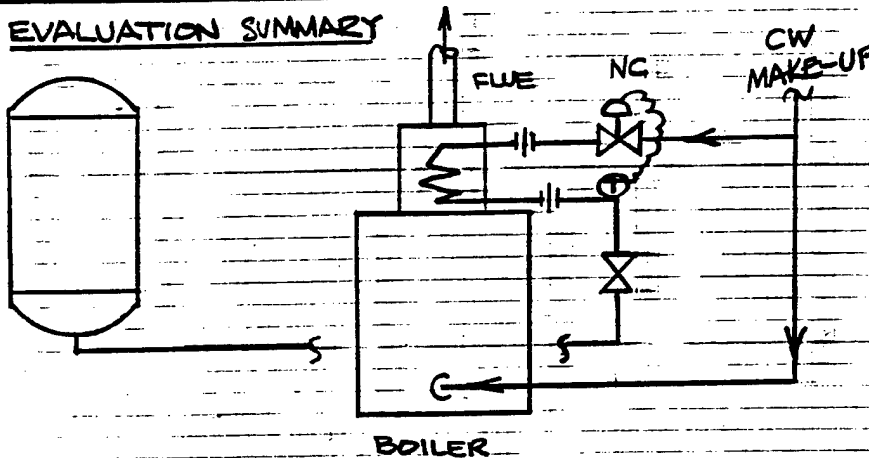 EVALUATION SUMMARY
FLUE
NC
CW
MAKE-UP
T
BOILER